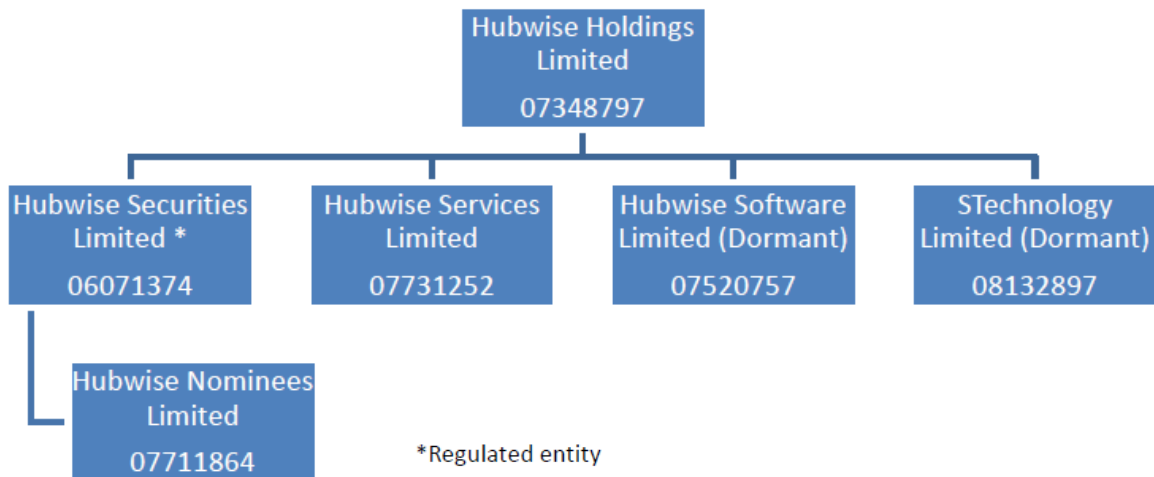 Hubwise Holdings
Limited
07348797
Hubwise Securities
Limited *
06071374
Hubwise Services
Limited
07731252
Hubwise Software
Limited (Dormant)
07520757
STechnology
Limited (Dormant)
08132897
Hubwise Nominees
Limited
07711864
*Regulated entity